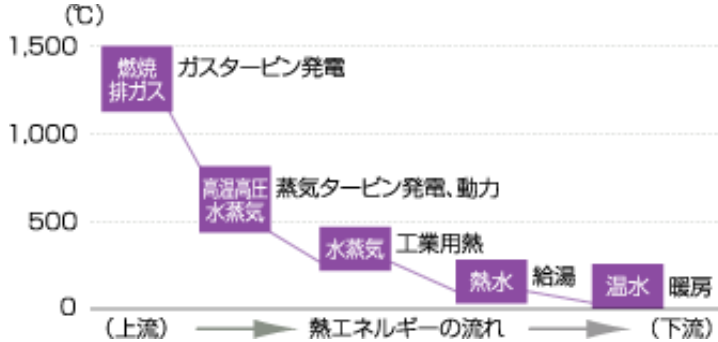 (℃)
1,500
燃焼
排ガス
ガスタービン発電
1,000
高温高圧
水蒸気
蒸気タービン発電、動力
500
水蒸気
工業用熱
熱水
給湯
温水
暖房
0
(上流)
熱エネルギーの流れ
(下流)